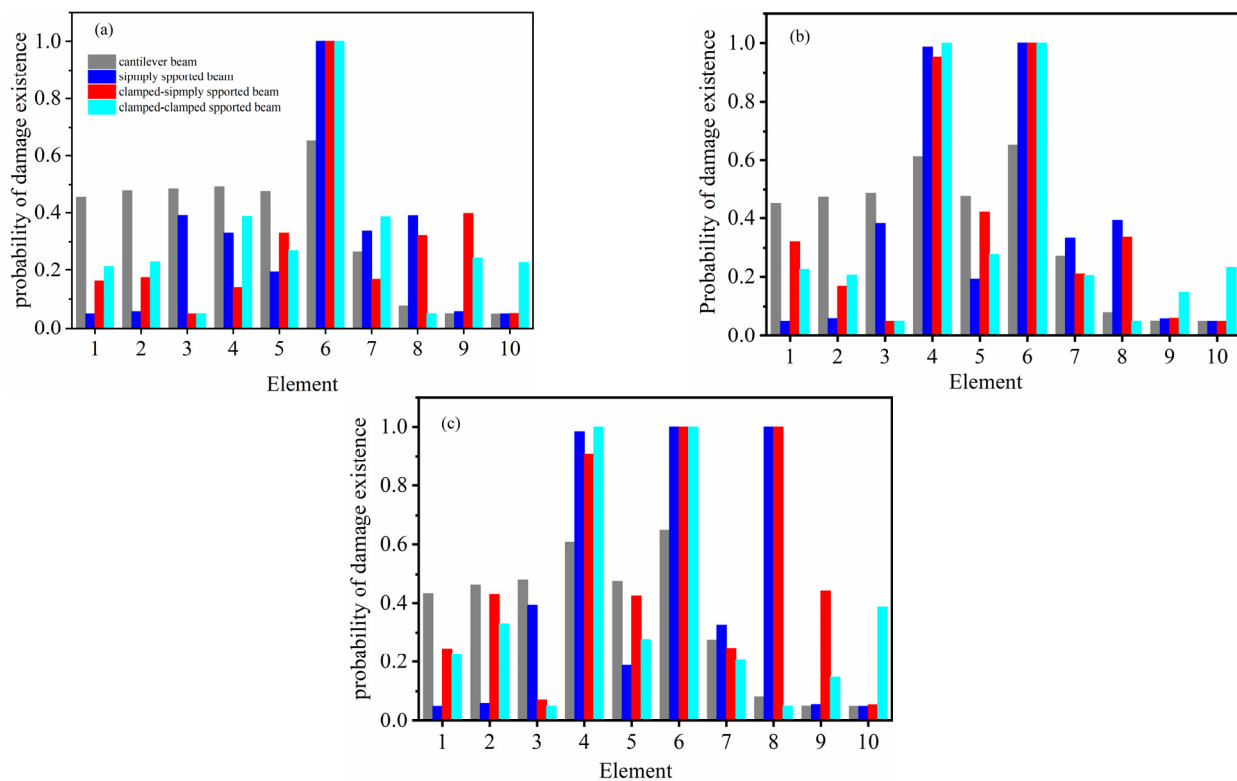 (a)
cantilever beam
sipmply spported beam
clamped-sipmply spported beam
clamped-clamped spported beam
probability of damage existence
1.0
0.8
0.6
0.4
0.2
0.0
1 2 3 4 5 6 7 8 9 10
Element
(b)
Probability of damage existence
1.0
0.8
0.6
0.4
0.2
0.0
1 2 3 4 5 6 7 8 9 10
Element
(c)
probability of damage existence
1.0
0.8
0.6
0.4
0.2
0.0
1 2 3 4 5 6 7 8 9 10
Element